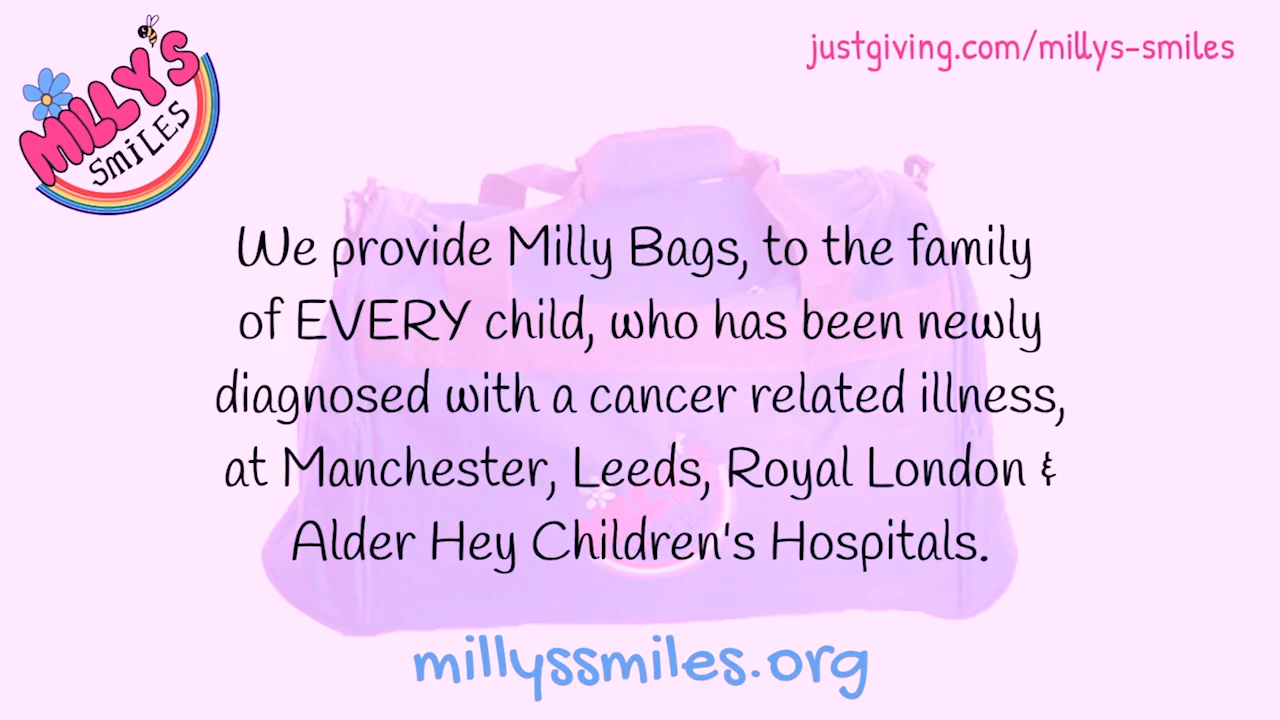 MILLY'S
SMiLES
justgiving.com/millys-smiles
We provide Milly Bags, to the family
of EVERY child, who has been newly
diagnosed with a cancer related illness,
at Manchester, Leeds, Royal London &
Alder Hey Children's Hospitals.
millyssmiles.org